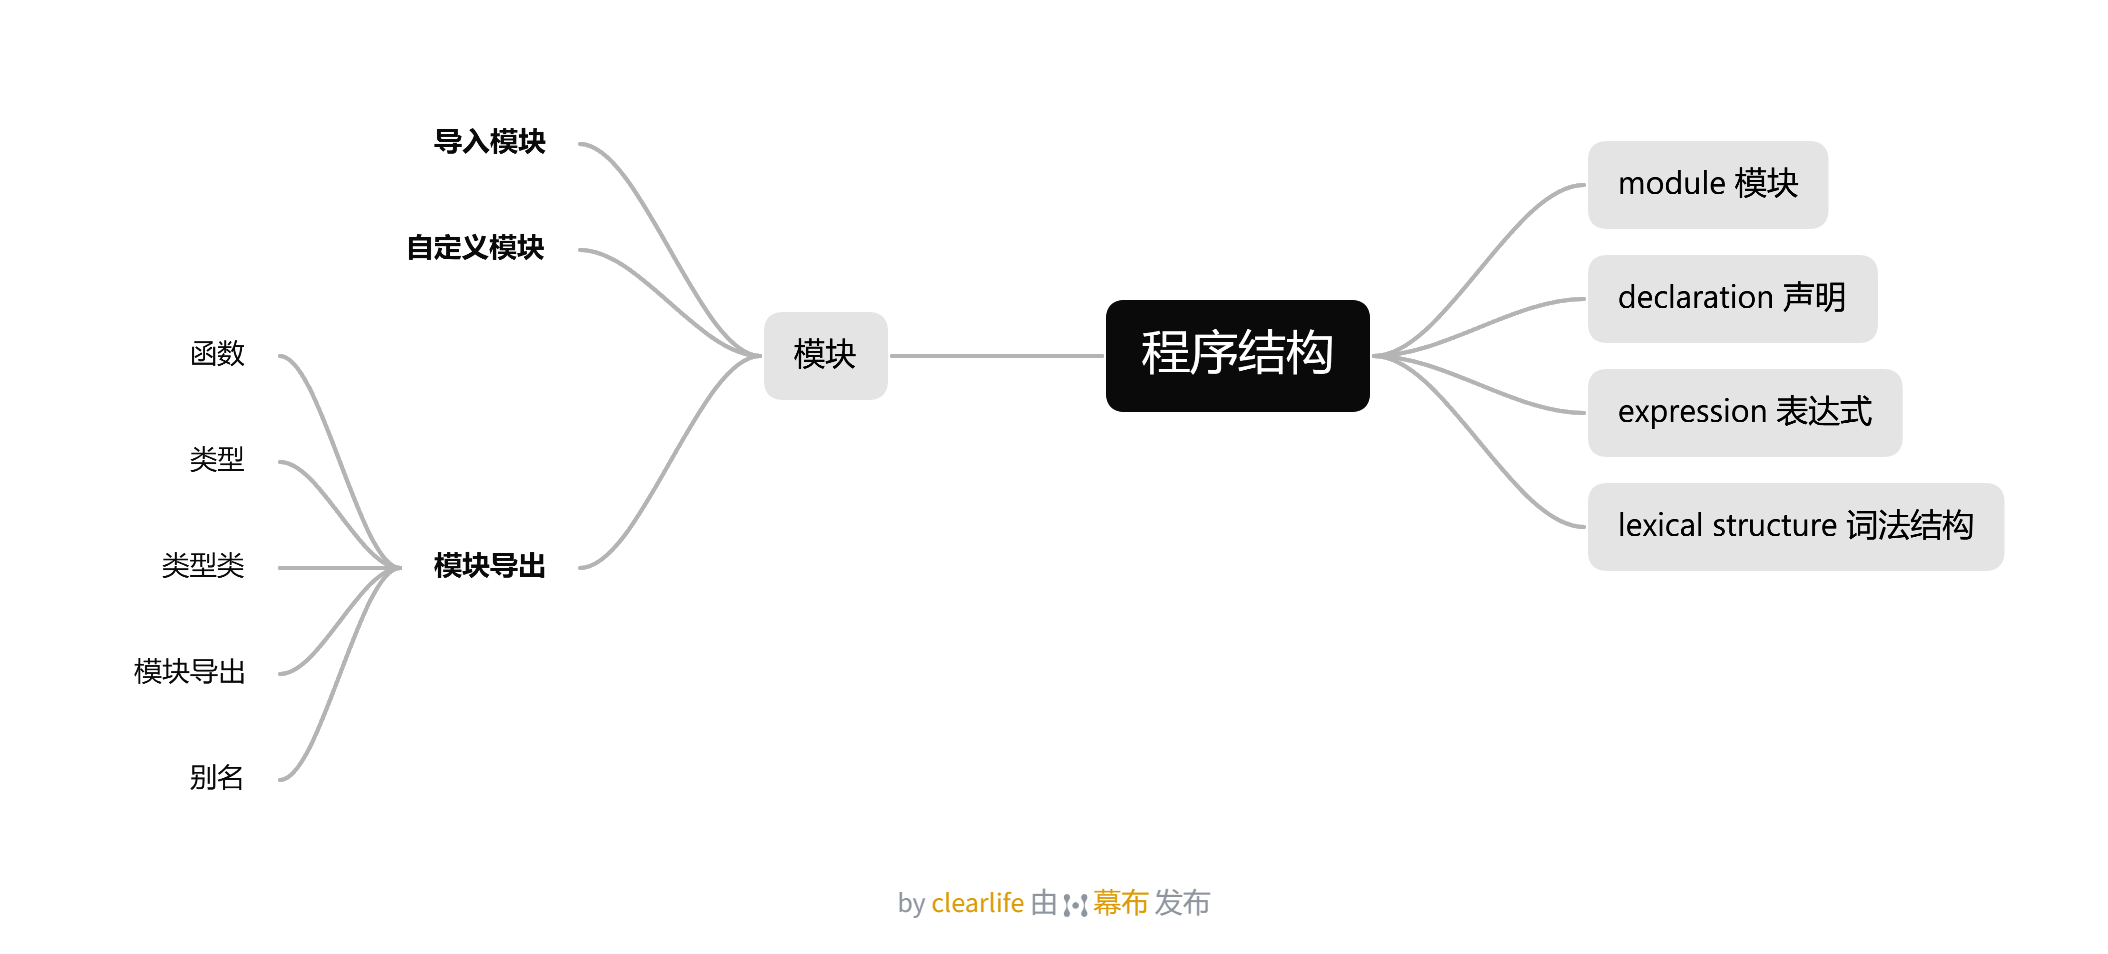 程序结构
module 模块
declaration 声明
expression 表达式
lexical structure 词法结构
模块
导入模块
自定义模块
模块导出
函数
类型
类型类
模块导出
别名
by clearlife 由 幕布 发布